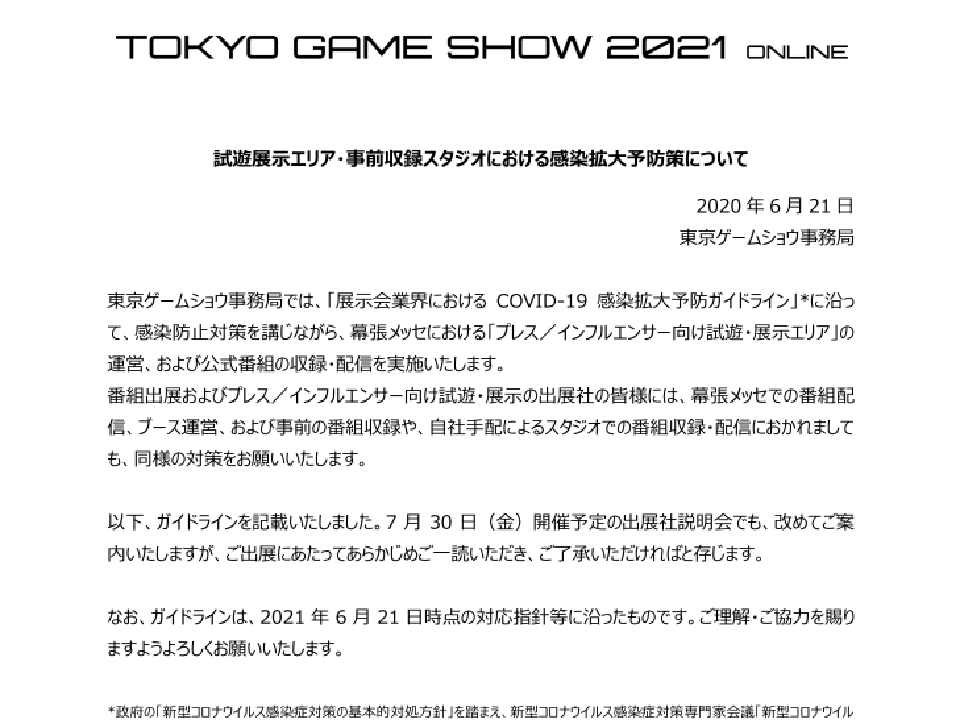 TOKYO GAME SHOW 2021 ONLINE
試遊展示エリア・事前収録スタジオにおける感染拡大予防策について
2020 年 6 月 21 日
東京ゲームショウ事務局
東京ゲームショウ事務局では、「展示会業界における COVID-19 感染拡大予防ガイドライン」*に沿っ
て、感染防止対策を講じながら、幕張メッセにおける「プレス／インフルエンサー向け試遊・展示エリア」の
運営、および公式番組の収録・配信を実施いたします。
番組出展およびプレス／インフルエンサー向け試遊・展示の出展社の皆様には、幕張メッセでの番組配
信、ブース運営、および事前の番組収録や、自社手配によるスタジオでの番組収録・配信におかれまして
も、同様の対策をお願いいたします。
以下、ガイドラインを記載いたしました。7 月 30 日（金）開催予定の出展社説明会でも、改めてご案
内いたしますが、ご出展にあたってあらかじめご一読いただき、ご了承いただければと存じます。
なお、ガイドラインは、2021 年 6 月 21 日時点の対応指針等に沿ったものです。ご理解・ご協力を賜り
ますようよろしくお願いいたします。
*政府の「新型コロナウイルス感染症対策の基本的対処方針」を踏まえ、新型コロナウイルス感染症対策専門家会議「新型コロナウイル